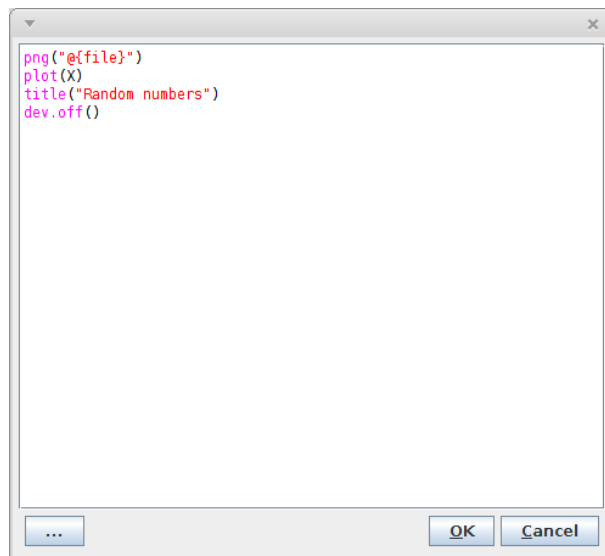 png("@{file}")
plot(X)
title("Random numbers")
dev.off()
...
OK
Cancel